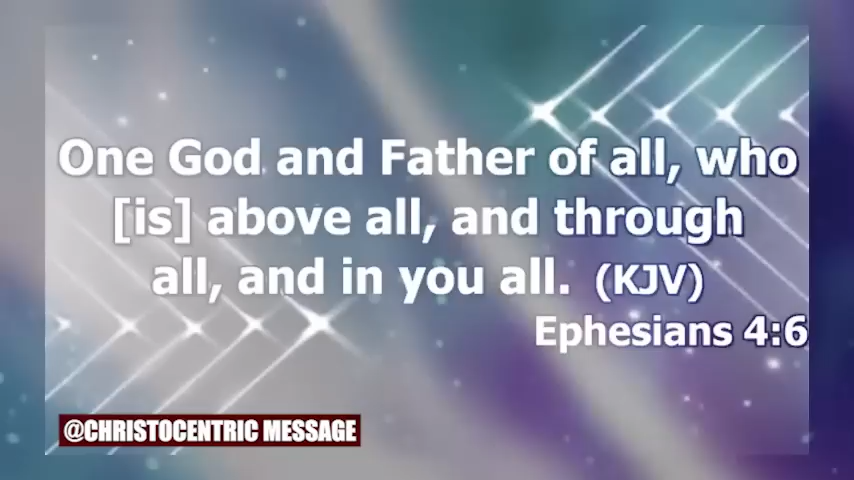 One God and Father of all, who
[is] above all, and through
all, and in you all. (KJV)
Ephesians 4:6
@CHRISTOCENTRIC MESSAGE